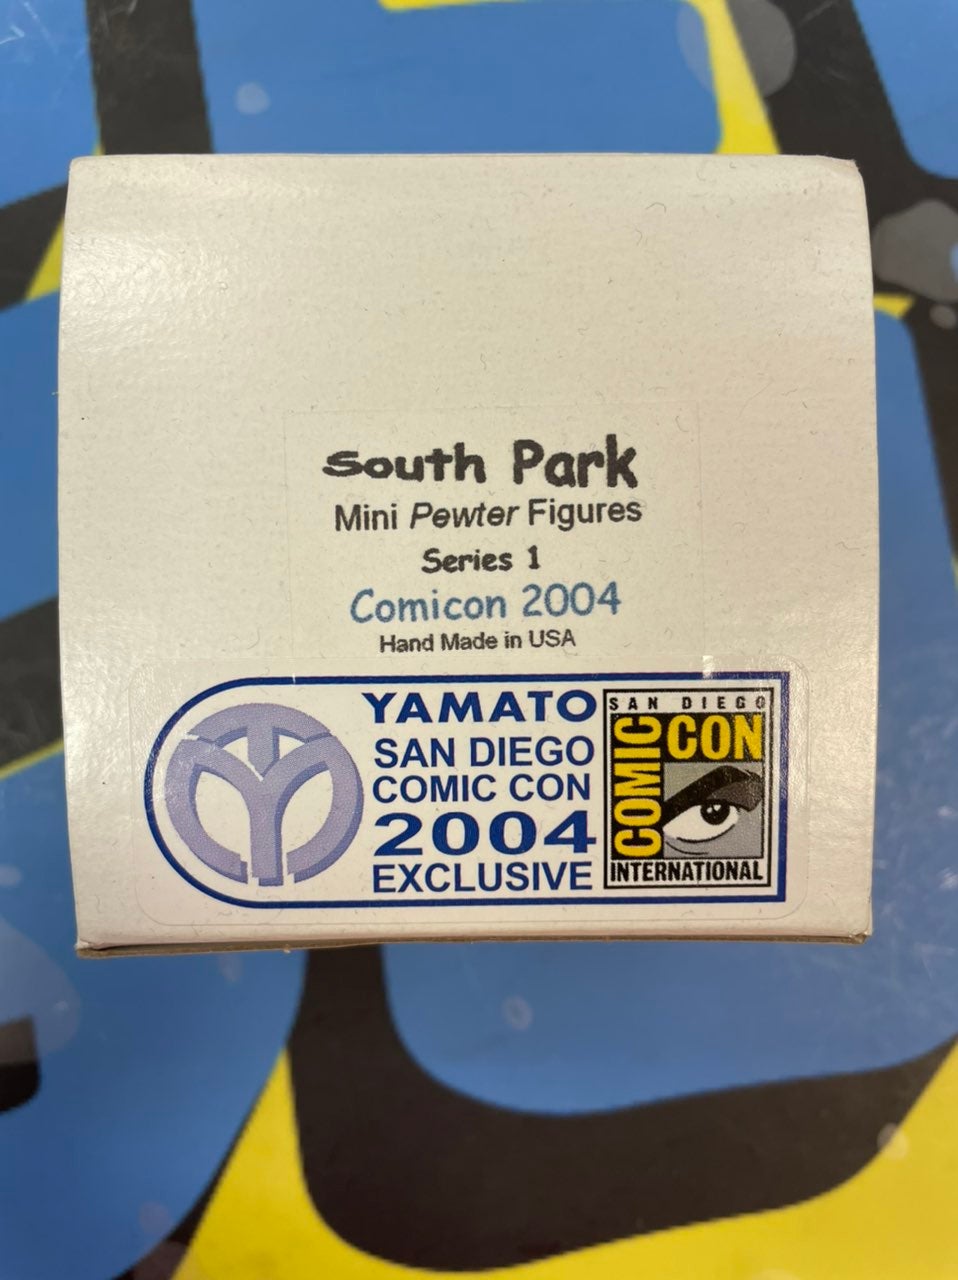 South Park
Mini Pewter Figures
Series 1
Comicon 2004
Hand Made in USA
YAMATO
SAN DIEGO
COMIC CON
2004
EXCLUSIVE
SAN DIEGO
COMIC CON
INTERNATIONAL